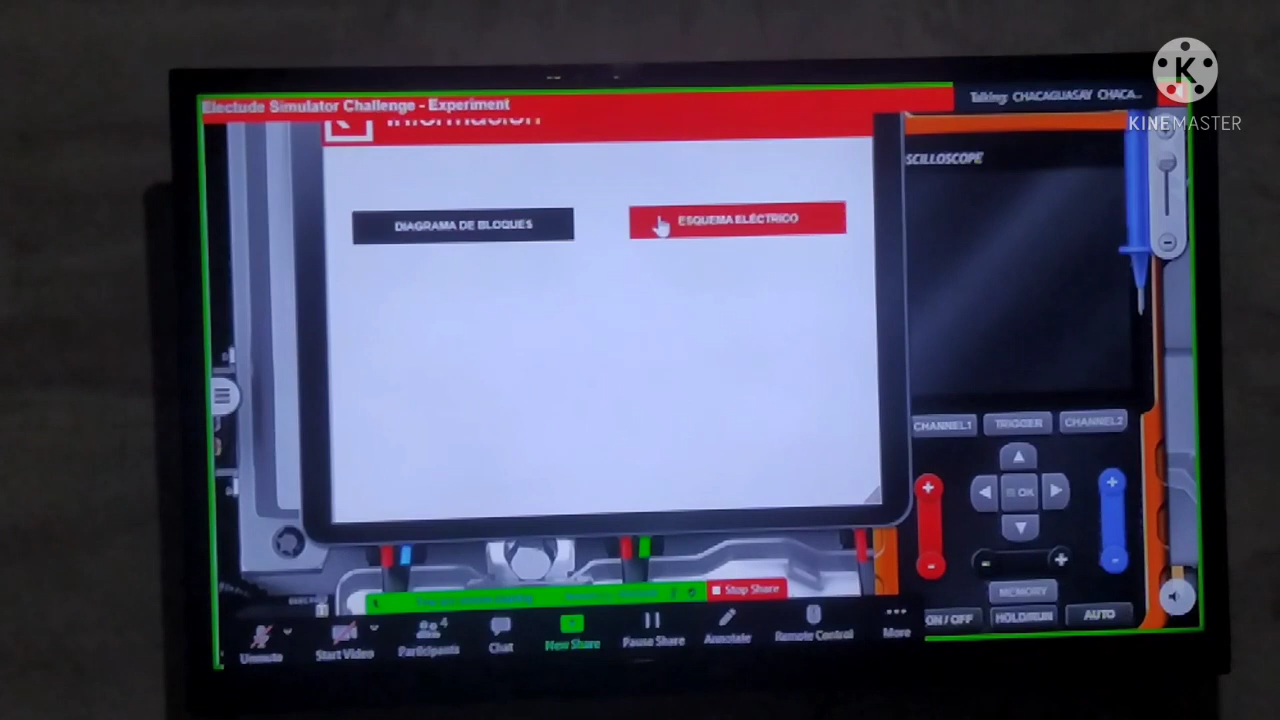 Electude Simulator Challenge - Experiment
Talking: CHACAGUASAY CHACA...
K
KINEMASTER
Información
SCILLOSCOPE
DIAGRAMA DE BLOQUES
ESQUEMA ELÉCTRICO
CHANNEL1
TRIGGER
CHANNEL2
OK
MEMORY
Stop Share
ON / OFF
HOLD/RUN
AUTO
Unmute
Start Video
Participants
4
Chat
New Share
Pause Share
Annotate
Remote Control
More